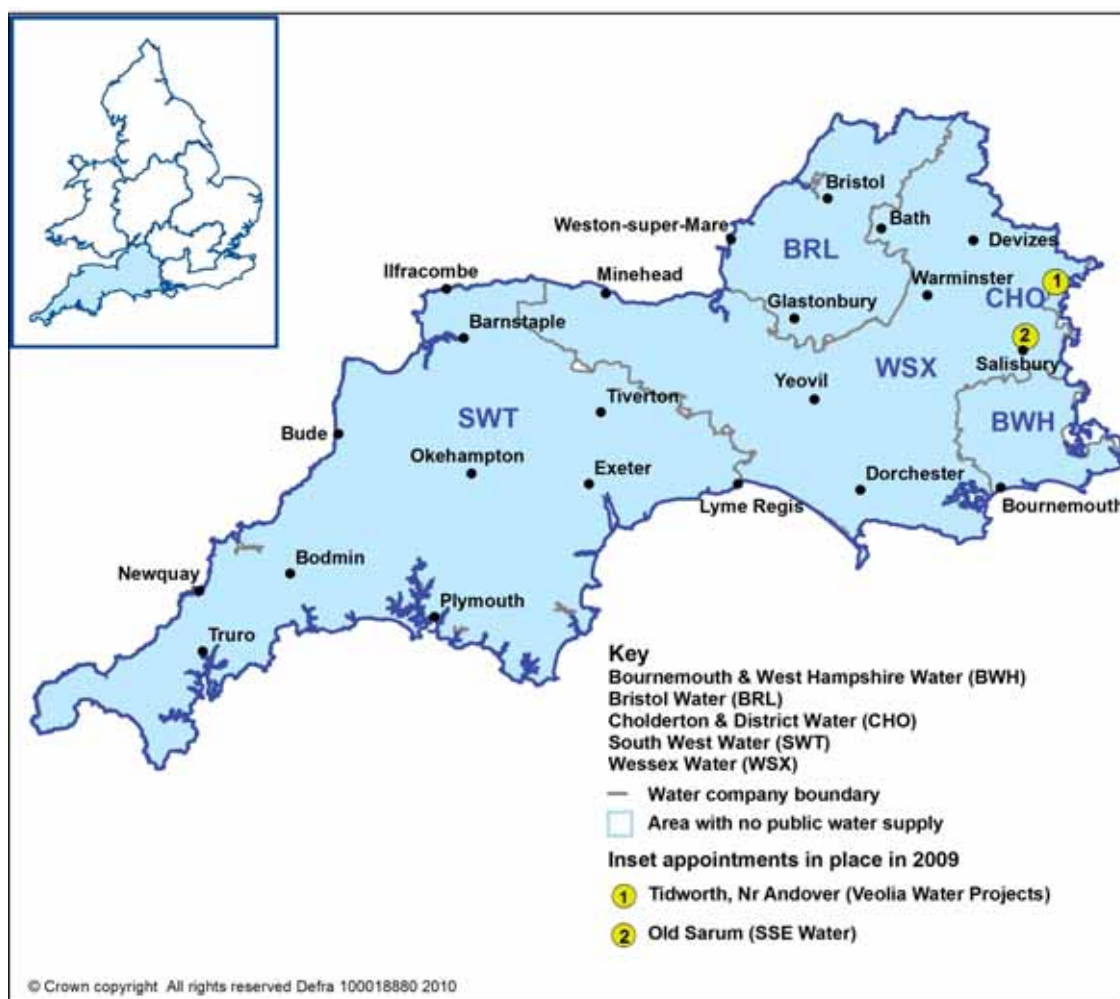 Bristol
Bath
Weston-super-Mare
BRL
Devizes
Ilfracombe
Minehead
Warminster
1
CHO
Glastonbury
Barnstaple
2
Salisbury
WSX
Yeovil
Tiverton
SWT
BWH
Bude
Okehampton
Exeter
Dorchester
Lyme Regis
Bournemouth
Bodmin
Newquay
Plymouth
Truro
Key
Bournemouth & West Hampshire Water (BWH)
Bristol Water (BRL)
Cholderton & District Water (CHO)
South West Water (SWT)
Wessex Water (WSX)
Water company boundary
Area with no public water supply
Inset appointments in place in 2009
1 Tidworth, Nr Andover (Veolia Water Projects)
2 Old Sarum (SSE Water)
© Crown copyright All rights reserved Defra 100018880 2010